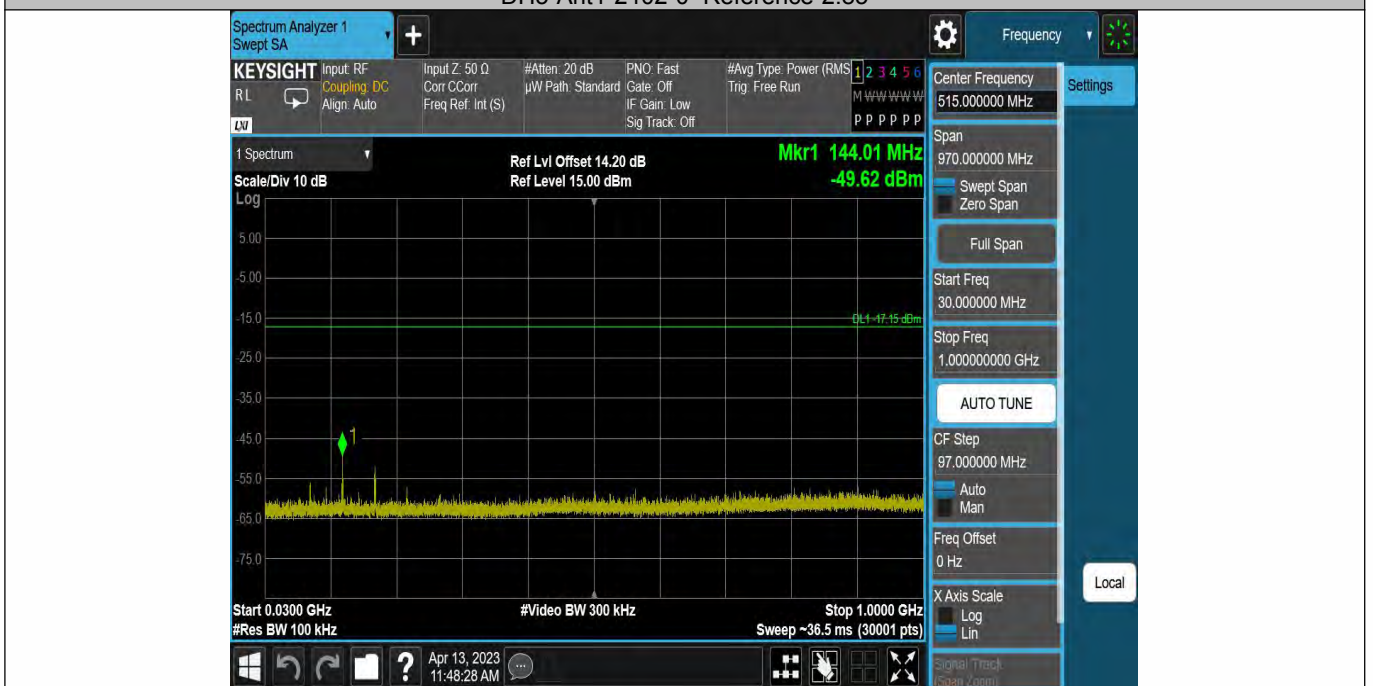 Spectrum Analyzer 1
Swept SA
Frequency
KEYSIGHT
RL
LXI
Input: RF
Coupling: DC
Align: Auto
Input Z: 50 Ω
Corr CCorr
Freq Ref: Int (S)
#Atten: 20 dB
µW Path: Standard
PNO: Fast
Gate: Off
IF Gain: Low
Sig Track: Off
#Avg Type: Power (RMS
Trig: Free Run
1 2 3 4 5 6
M W W W W W
P P P P P P
1 Spectrum
Scale/Div 10 dB
Log
Ref Lvl Offset 14.20 dB
Ref Level 15.00 dBm
Mkr1 144.01 MHz
-49.62 dBm
5.00
-5.00
-15.0
DL1 -17.15 dBm
-25.0
-35.0
-45.0
1
-55.0
-65.0
-75.0
Start 0.0300 GHz
#Res BW 100 kHz
#Video BW 300 kHz
Stop 1.0000 GHz
Sweep ~36.5 ms (30001 pts)
Center Frequency
515.000000 MHz
Settings
Span
970.000000 MHz
Swept Span
Zero Span
Full Span
Start Freq
30.000000 MHz
Stop Freq
1.000000000 GHz
AUTO TUNE
CF Step
97.000000 MHz
Auto
Man
Freq Offset
0 Hz
X Axis Scale
Log
Lin
Local
Signal Track
(Span Zoom)
Apr 13, 2023
11:48:28 AM